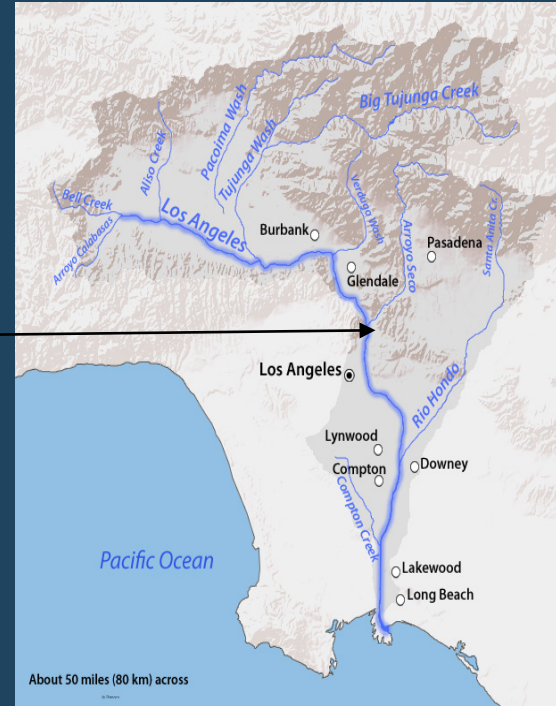 Big Tujunga Creek
Pacoima Wash
Tujunga Wash
Aliso Creek
Bell Creek
Arroyo Calabasas
Los Angeles
Verdugo Wash
Arroyo Seco
Santa Anita Cr.
Burbank
Pasadena
Glendale
Los Angeles
Rio Hondo
Lynwood
Compton
Downey
Compton Creek
Pacific Ocean
Lakewood
Long Beach
About 50 miles (80 km) across